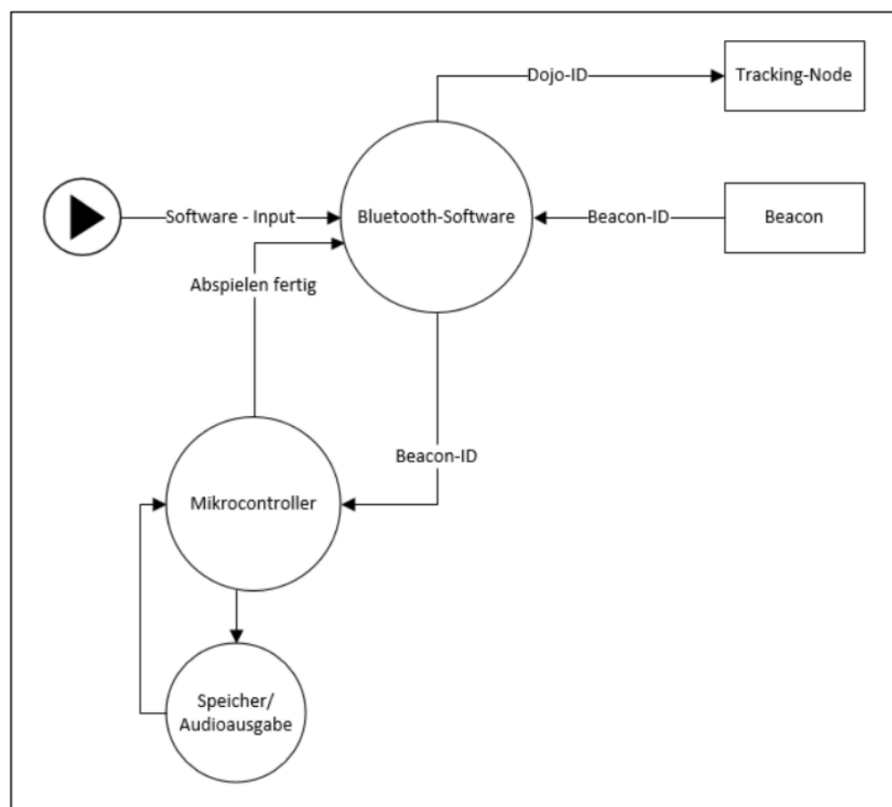 Dojo-ID
Tracking-Node
Software - Input
Bluetooth-Software
Beacon-ID
Beacon
Abspielen fertig
Beacon-ID
Mikrocontroller
Speicher/
Audioausgabe